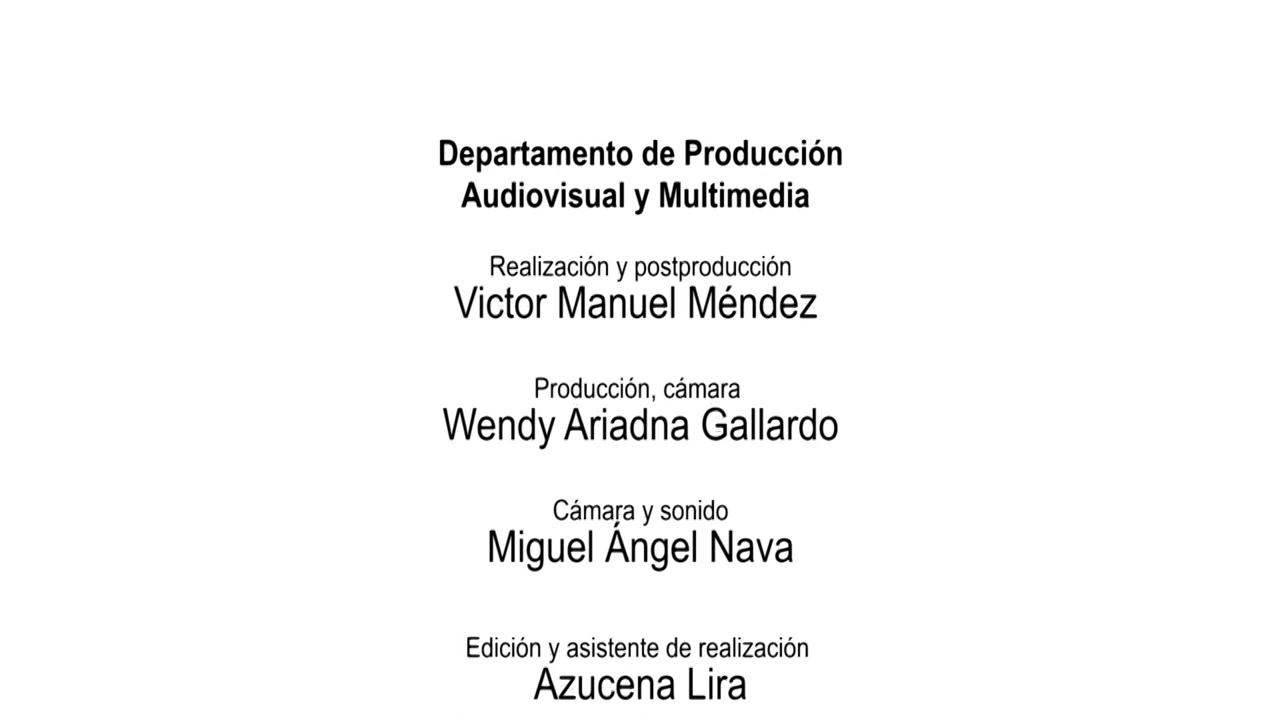 Departamento de Producción
Audiovisual y Multimedia
Realización y postproducción
Victor Manuel Méndez
Producción, cámara
Wendy Ariadna Gallardo
Cámara y sonido
Miguel Ángel Nava
Edición y asistente de realización
Azucena Lira